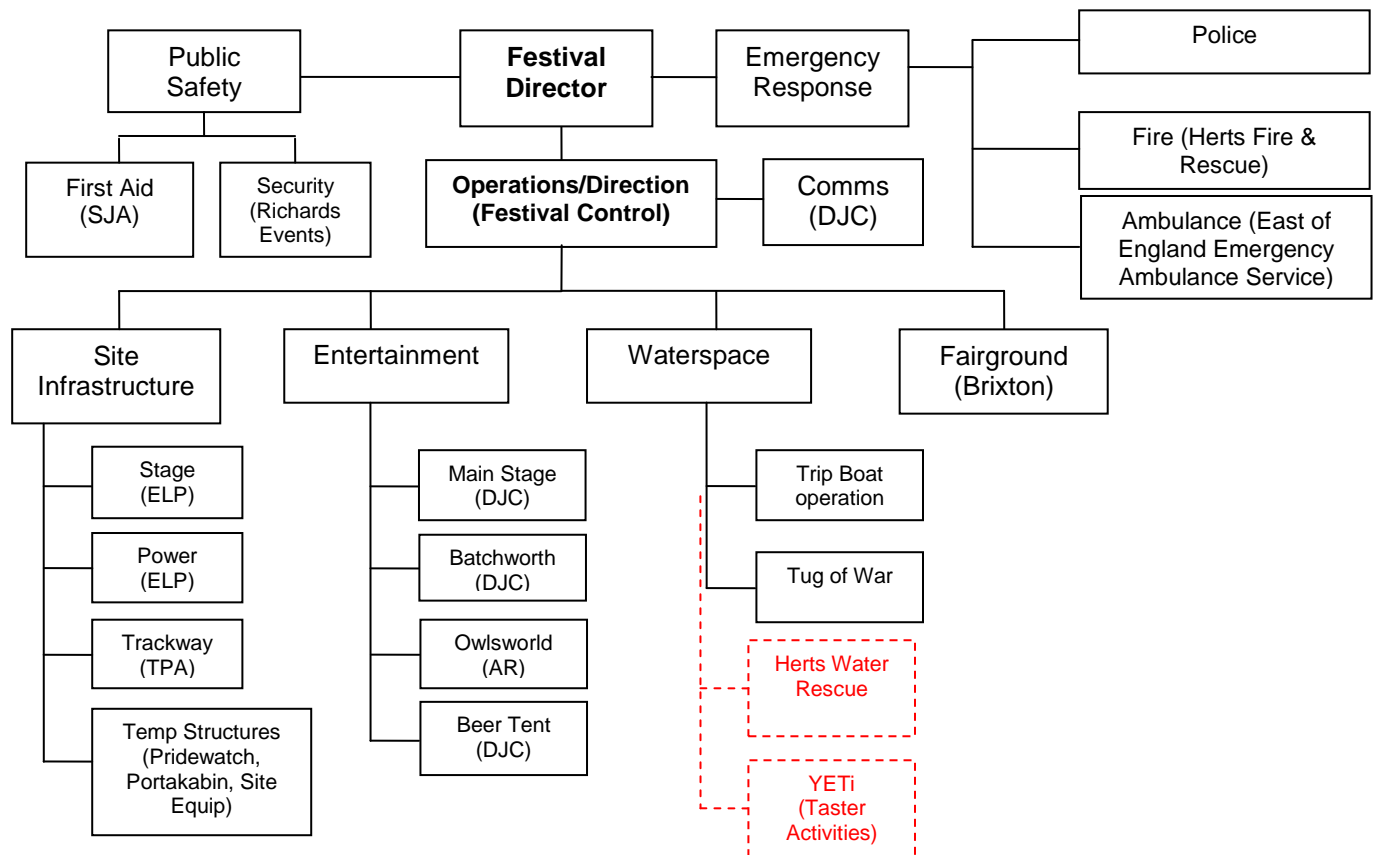 Public
Safety
Festival
Director
Emergency
Response
Police
Fire (Herts Fire &
Rescue)
Ambulance (East of
England Emergency
Ambulance Service)
First Aid
(SJA)
Security
(Richards
Events)
Operations/Direction
(Festival Control)
Comms
(DJC)
Site
Infrastructure
Entertainment
Waterspace
Fairground
(Brixton)
Stage
(ELP)
Power
(ELP)
Trackway
(TPA)
Temp Structures
(Pridewatch,
Portakabin, Site
Equip)
Main Stage
(DJC)
Batchworth
(DJC)
Owlsworld
(AR)
Beer Tent
(DJC)
Trip Boat
operation
Tug of War
Herts Water
Rescue
YETi
(Taster
Activities)